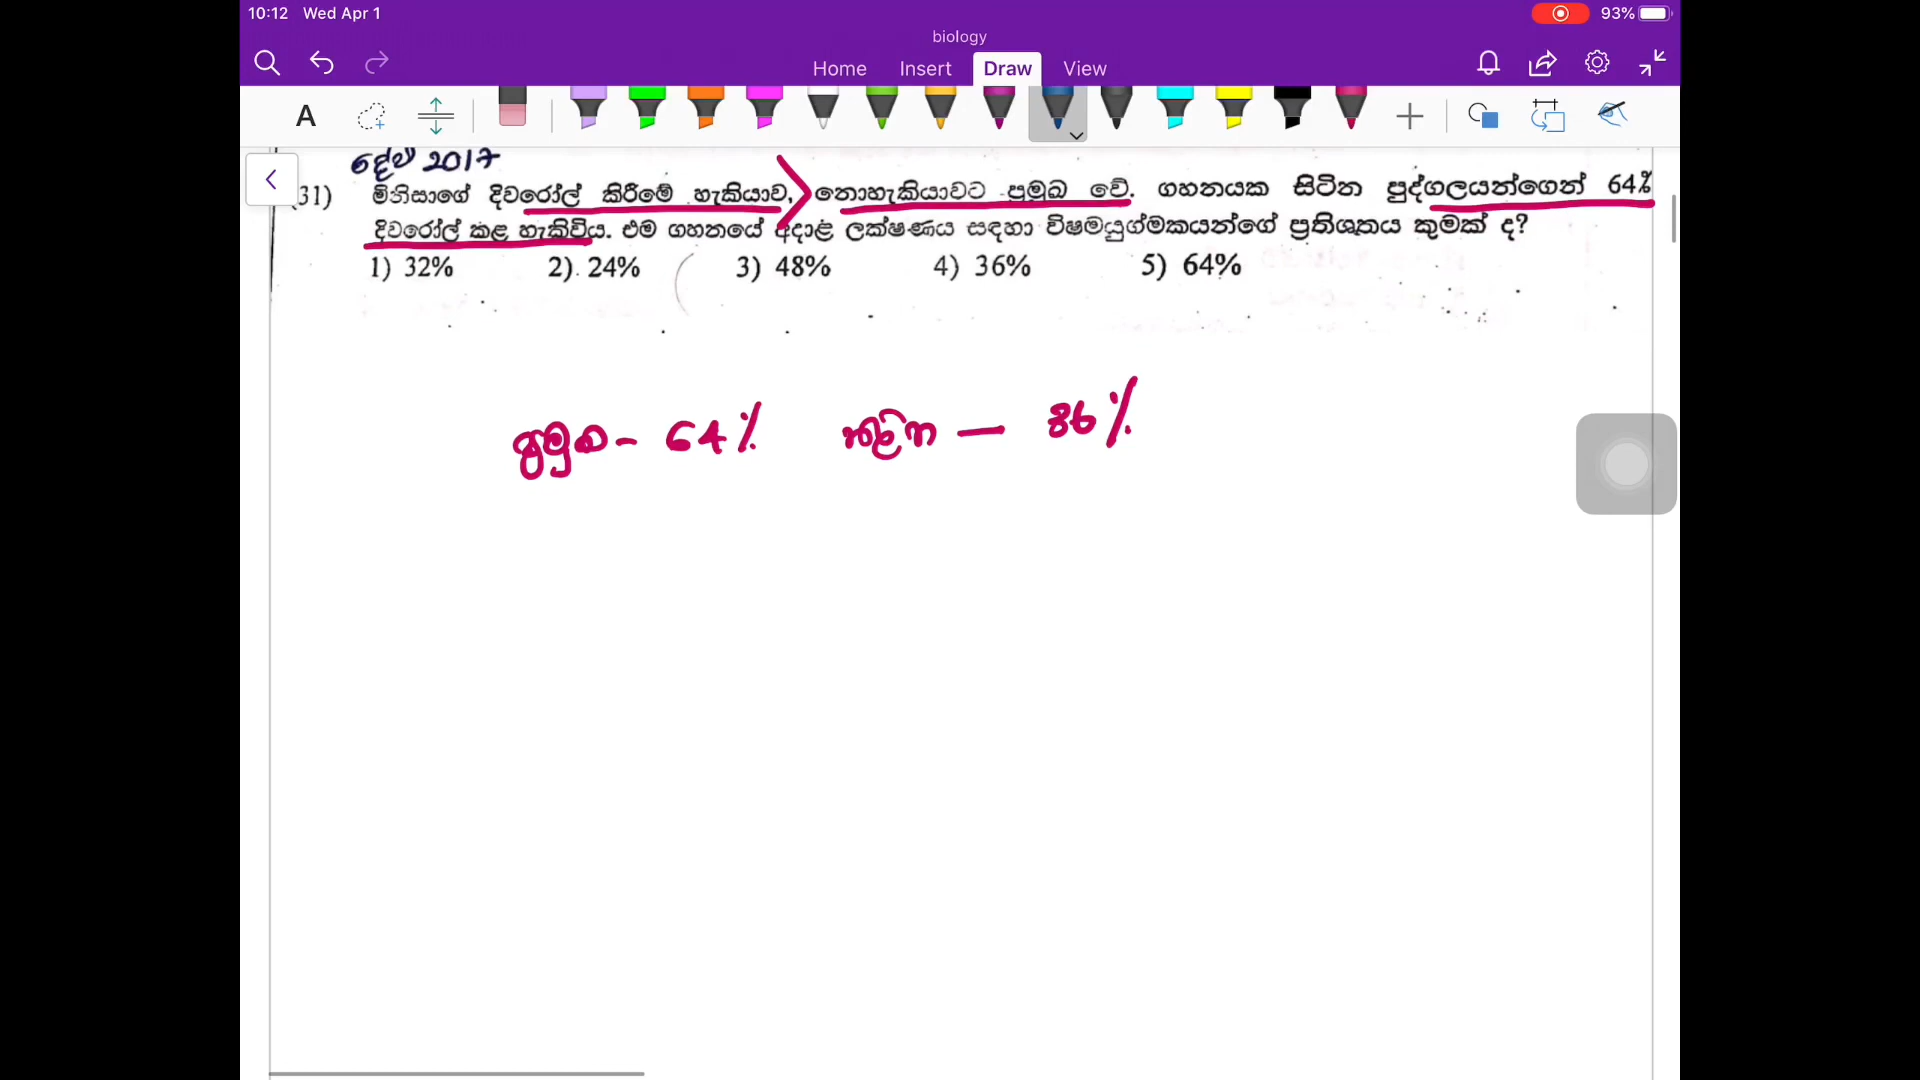 10:12 Wed Apr 1 93%
biology
Home Insert Draw View
A
දේව 2017
31) මිනිසාගේ දිවරෝල් කිරීමේ හැකියාව, නොහැකියාවට ප්‍රමුඛ වේ. ගහනයක සිටින පුද්ගලයන්ගෙන් 64%
දිවරෝල් කළ හැකිවිය. එම ගහනයේ අදාළ ලක්ෂණය සඳහා විෂමයුග්මකයන්ගේ ප්‍රතිශතය කුමක් ද?
1) 32% 2) 24% 3) 48% 4) 36% 5) 64%
ප්‍රමුඛ - 64% නිලීන — 36%